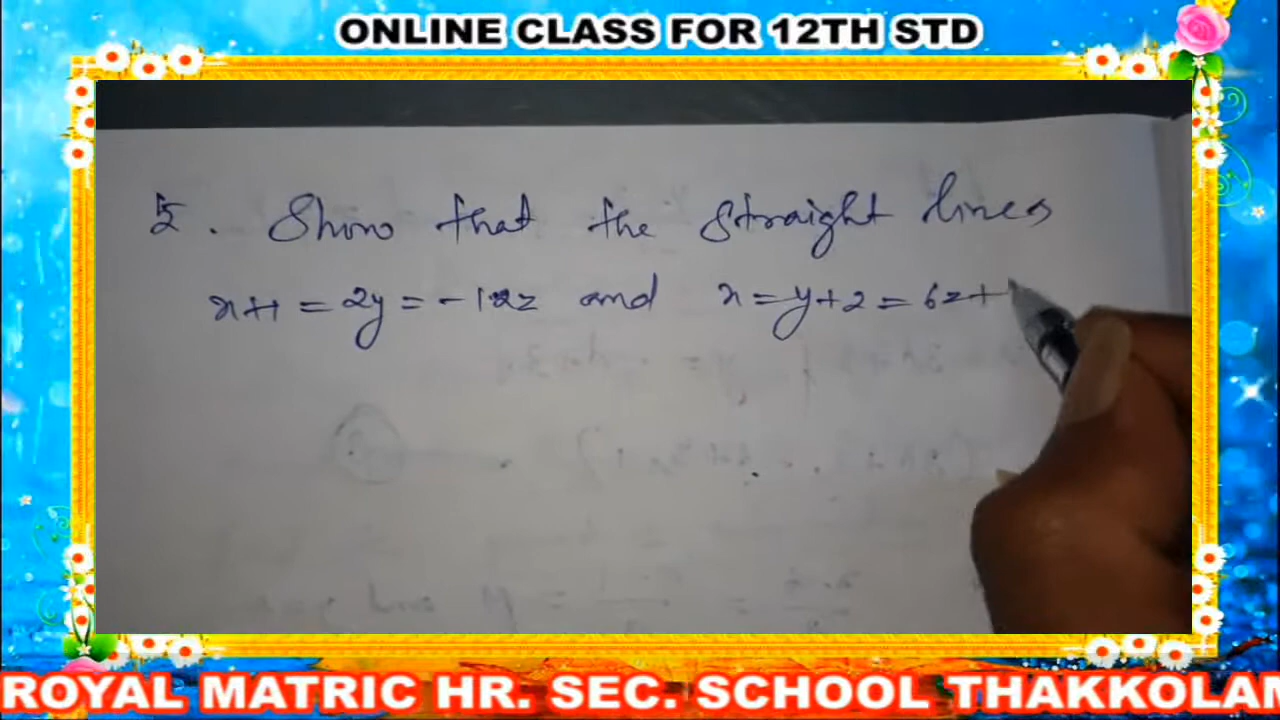 ONLINE CLASS FOR 12TH STD
5. Show that the straight lines
x+1 = 2y = -12z and x = y+2 = 6z+
ROYAL MATRIC HR. SEC. SCHOOL THAKKOLAM